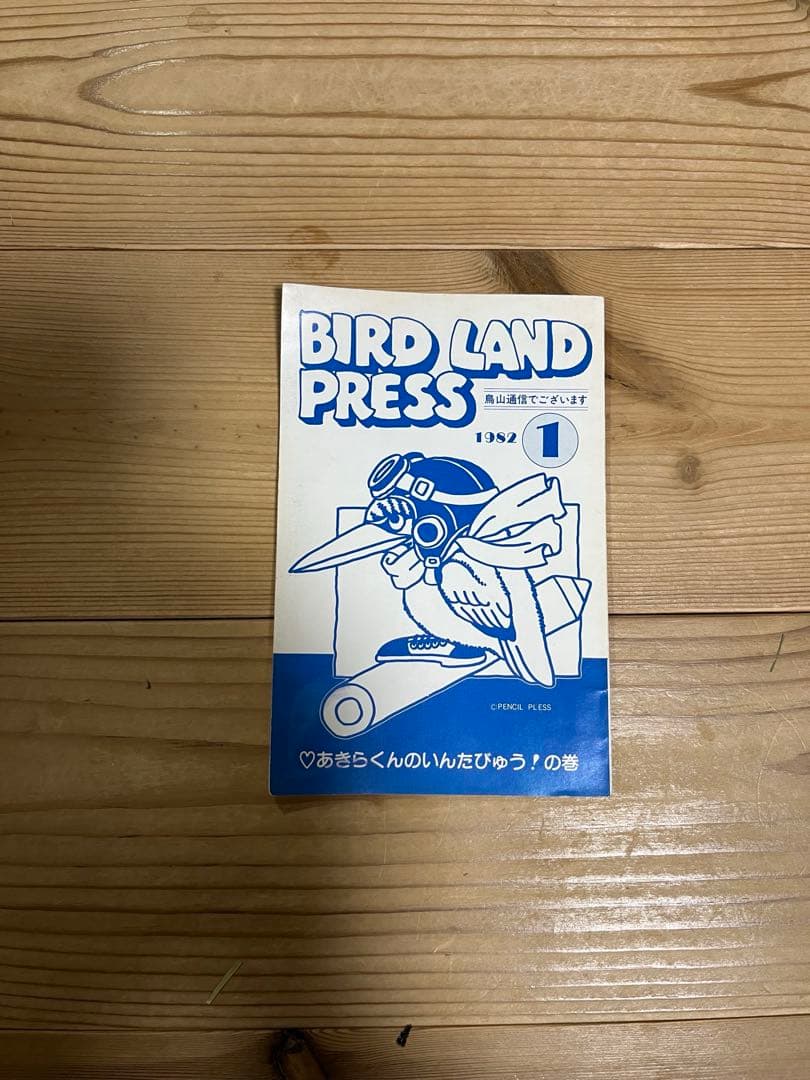 BIRD LAND
PRESS
鳥山通信でございます
1982 1
©PENCIL PLESS
♡あきらくんのいんたびゅう!の巻